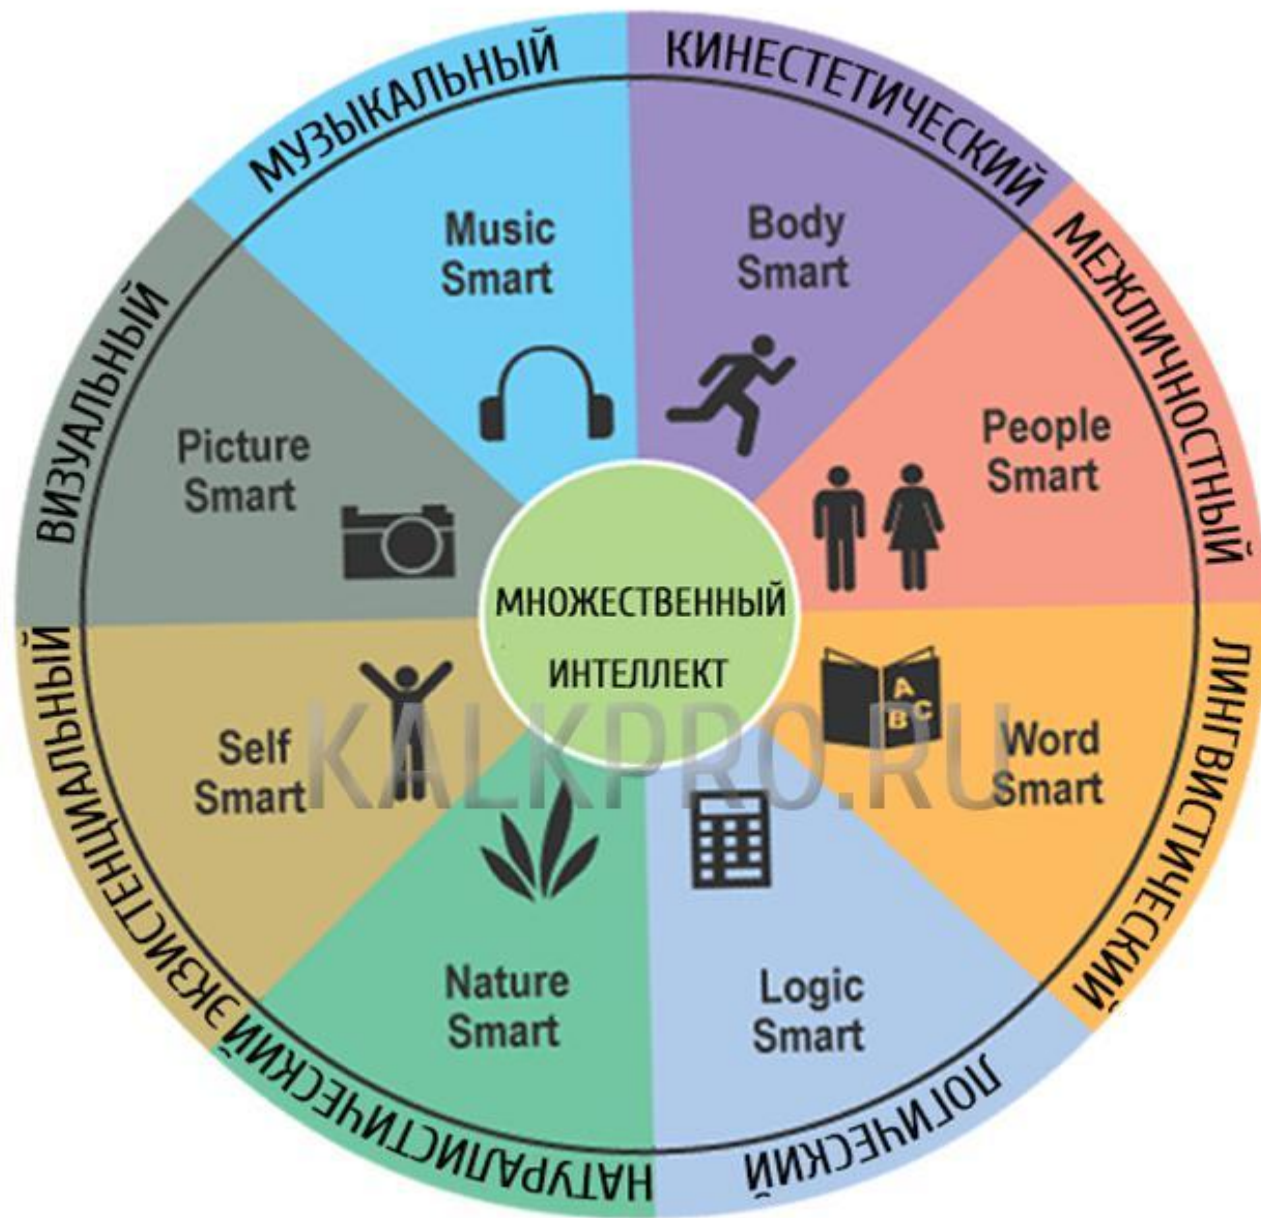 МУЗЫКАЛЬНЫЙ
КИНЕСТЕТИЧЕСКИЙ
МЕЖЛИЧНОСТНЫЙ
ЛИНГВИСТИЧЕСКИЙ
ЛОГИЧЕСКИЙ
НАТУРАЛИСТИЧЕСКИЙ
ЭКЗИСТЕНЦИАЛЬНЫЙ
ВИЗУАЛЬНЫЙ
Music
Smart
Body
Smart
People
Smart
Picture
Smart
МНОЖЕСТВЕННЫЙ
ИНТЕЛЛЕКТ
A
B C
Word
Smart
Self
Smart
KALKPRO.RU
Nature
Smart
Logic
Smart